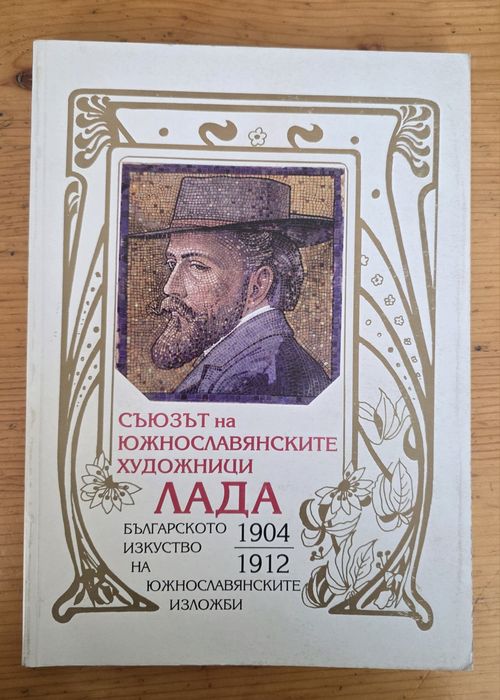 СЪЮЗЪТ на
ЮЖНОСЛАВЯНСКИТЕ
ХУДОЖНИЦИ
ЛАДА
БЪЛГАРСКОТО 1904
ИЗКУСТВО
НА 1912
ЮЖНОСЛАВЯНСКИТЕ
ИЗЛОЖБИ